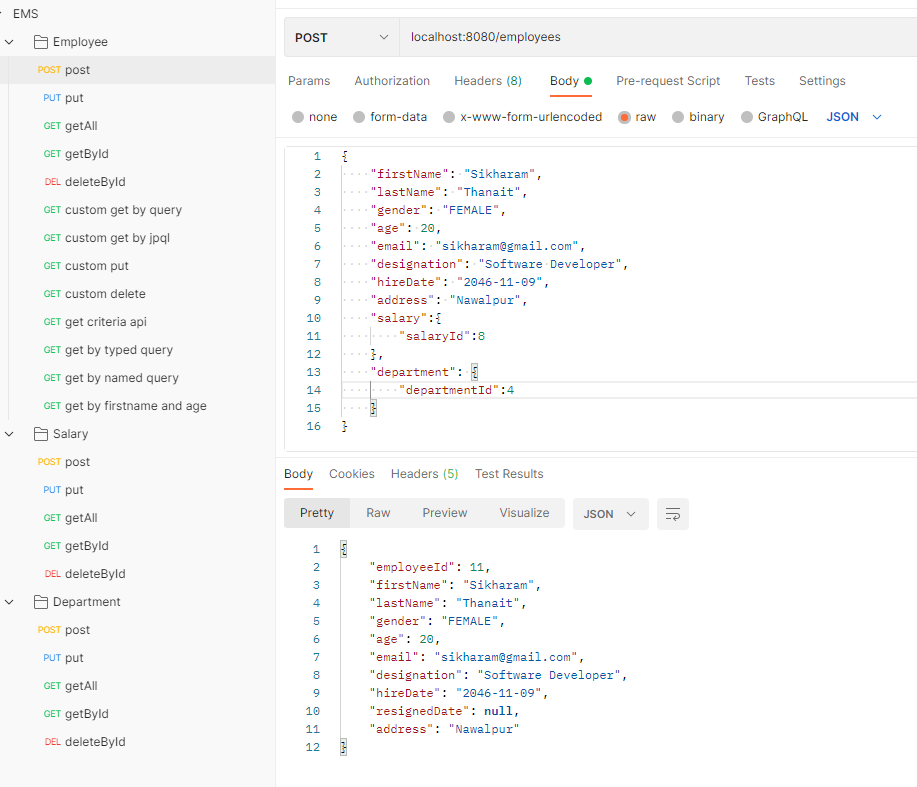 EMS
Employee
POST post
PUT put
GET getAll
GET getById
DEL deleteById
GET custom get by query
GET custom get by jpql
GET custom put
GET custom delete
GET get criteria api
GET get by typed query
GET get by named query
GET get by firstname and age
Salary
POST post
PUT put
GET getAll
GET getById
DEL deleteById
Department
POST post
PUT put
GET getAll
GET getById
DEL deleteById
POST localhost:8080/employees
Params Authorization Headers (8) Body Pre-request Script Tests Settings
none form-data x-www-form-urlencoded raw binary GraphQL JSON
1 {
2 "firstName": "Sikharam",
3 "lastName": "Thanait",
4 "gender": "FEMALE",
5 "age": 20,
6 "email": "sikharam@gmail.com",
7 "designation": "Software Developer",
8 "hireDate": "2046-11-09",
9 "address": "Nawalpur",
10 "salary":{
11 "salaryId":8
12 },
13 "department": {
14 "departmentId":4
15 }
16 }
Body Cookies Headers (5) Test Results
Pretty Raw Preview Visualize JSON
1 {
2 "employeeId": 11,
3 "firstName": "Sikharam",
4 "lastName": "Thanait",
5 "gender": "FEMALE",
6 "age": 20,
7 "email": "sikharam@gmail.com",
8 "designation": "Software Developer",
9 "hireDate": "2046-11-09",
10 "resignedDate": null,
11 "address": "Nawalpur"
12 }